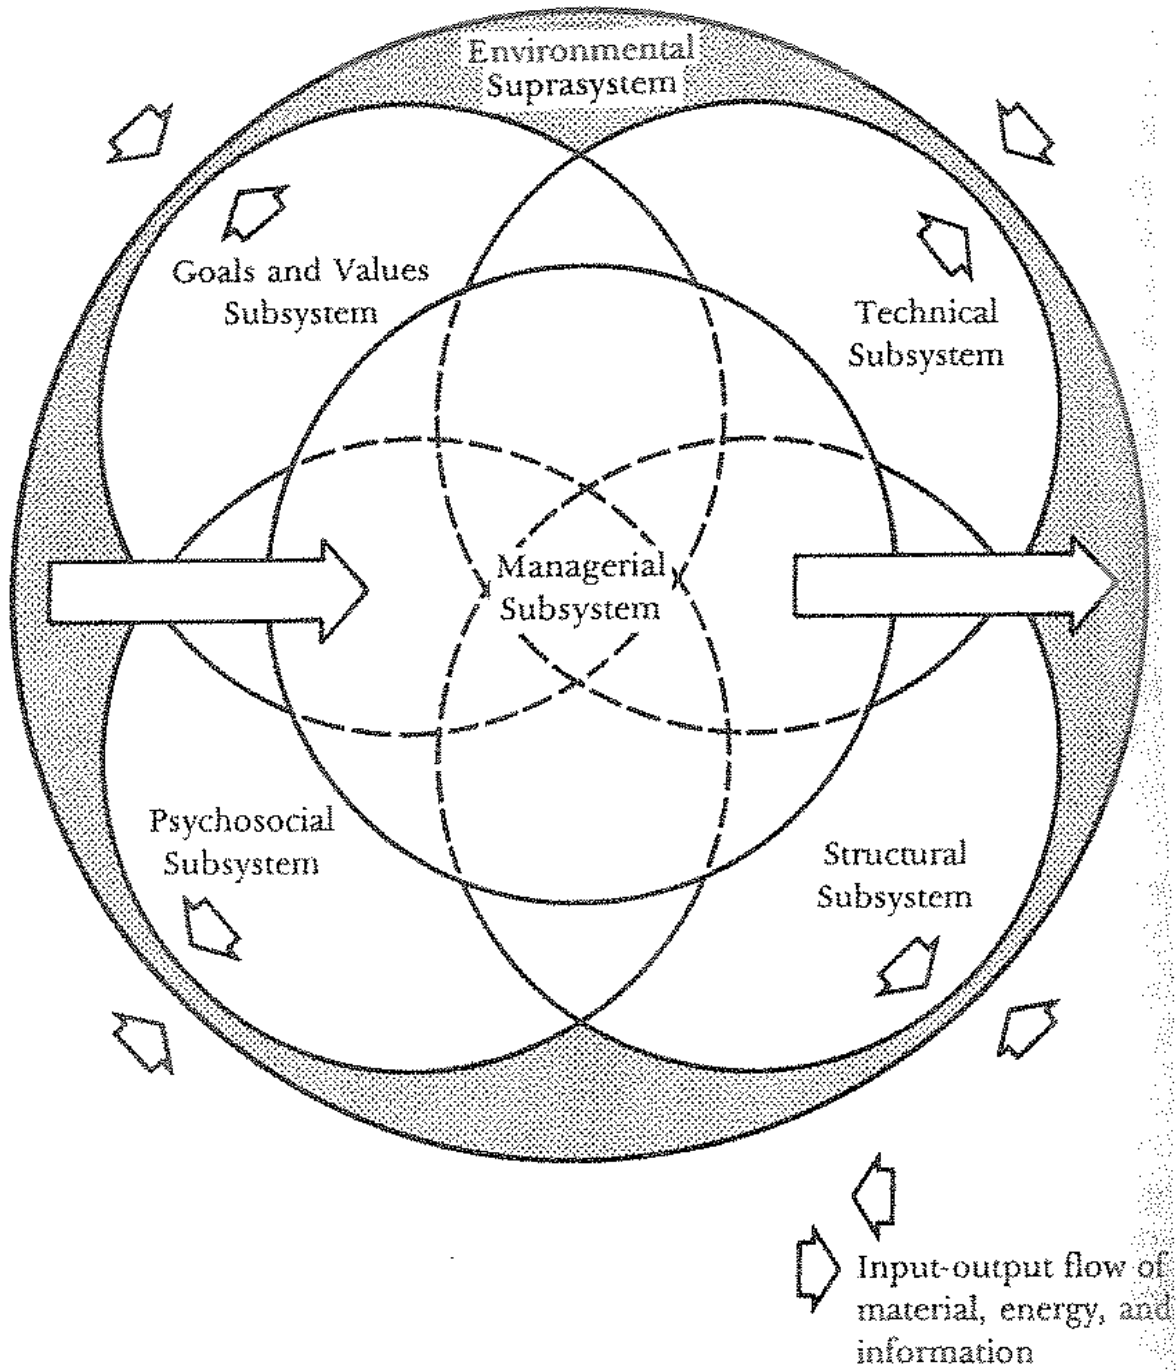 Environmental
Suprasystem
Goals and Values
Subsystem
Technical
Subsystem
Managerial
Subsystem
Psychosocial
Subsystem
Structural
Subsystem
Input-output flow of
material, energy, and
information